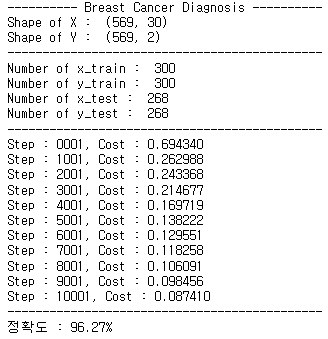 ---------- Breast Cancer Diagnosis ----------
Shape of X :  (569, 30)
Shape of Y :  (569, 2)
---------------------------------------------
Number of x_train :  300
Number of y_train :  300
Number of x_test :  268
Number of y_test :  268
---------------------------------------------
Step : 0001, Cost : 0.694340
Step : 1001, Cost : 0.262988
Step : 2001, Cost : 0.243368
Step : 3001, Cost : 0.214677
Step : 4001, Cost : 0.169719
Step : 5001, Cost : 0.138222
Step : 6001, Cost : 0.129551
Step : 7001, Cost : 0.118258
Step : 8001, Cost : 0.106091
Step : 9001, Cost : 0.098456
Step : 10001, Cost : 0.087410
---------------------------------------------
정확도 : 96.27%